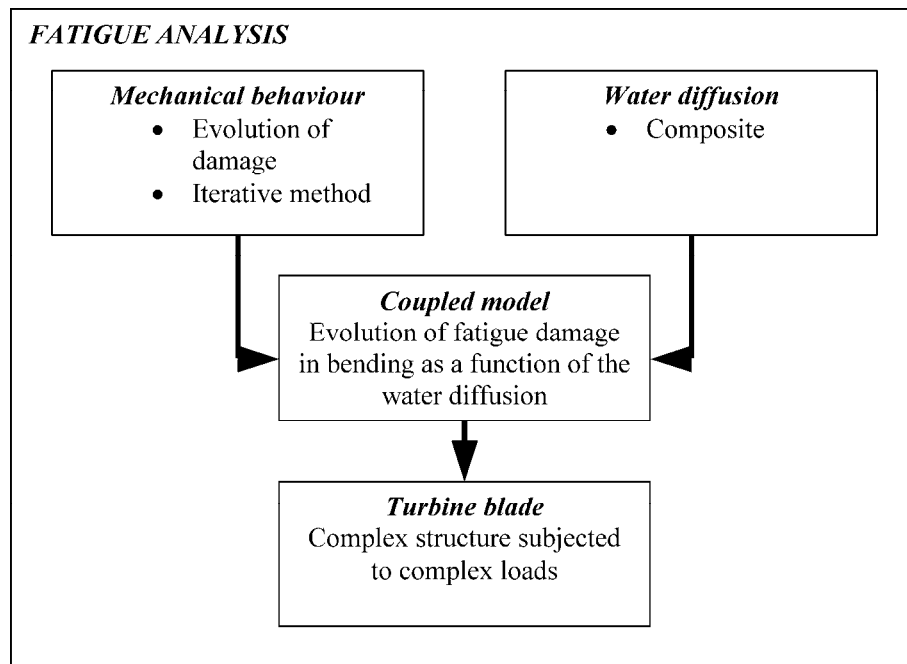 FATIGUE ANALYSIS
Mechanical behaviour
• Evolution of
damage
• Iterative method
Water diffusion
• Composite
Coupled model
Evolution of fatigue damage
in bending as a function of the
water diffusion
Turbine blade
Complex structure subjected
to complex loads